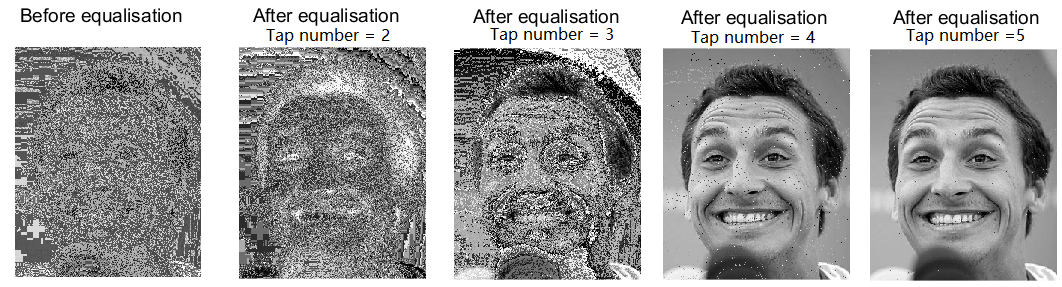 Before equalisation
After equalisation
Tap number = 2
After equalisation
Tap number = 3
After equalisation
Tap number = 4
After equalisation
Tap number =5